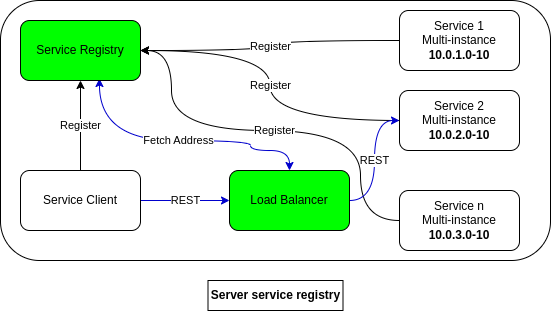 Service Registry
Service 1
Multi-instance
10.0.1.0-10
Register
Register
Service 2
Multi-instance
10.0.2.0-10
Register
Register
Fetch Address
REST
Service Client
REST
Load Balancer
Service n
Multi-instance
10.0.3.0-10
Server service registry